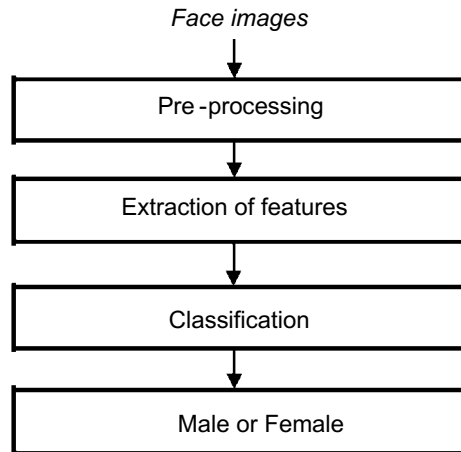 Face images
Pre-processing
Extraction of features
Classification
Male or Female